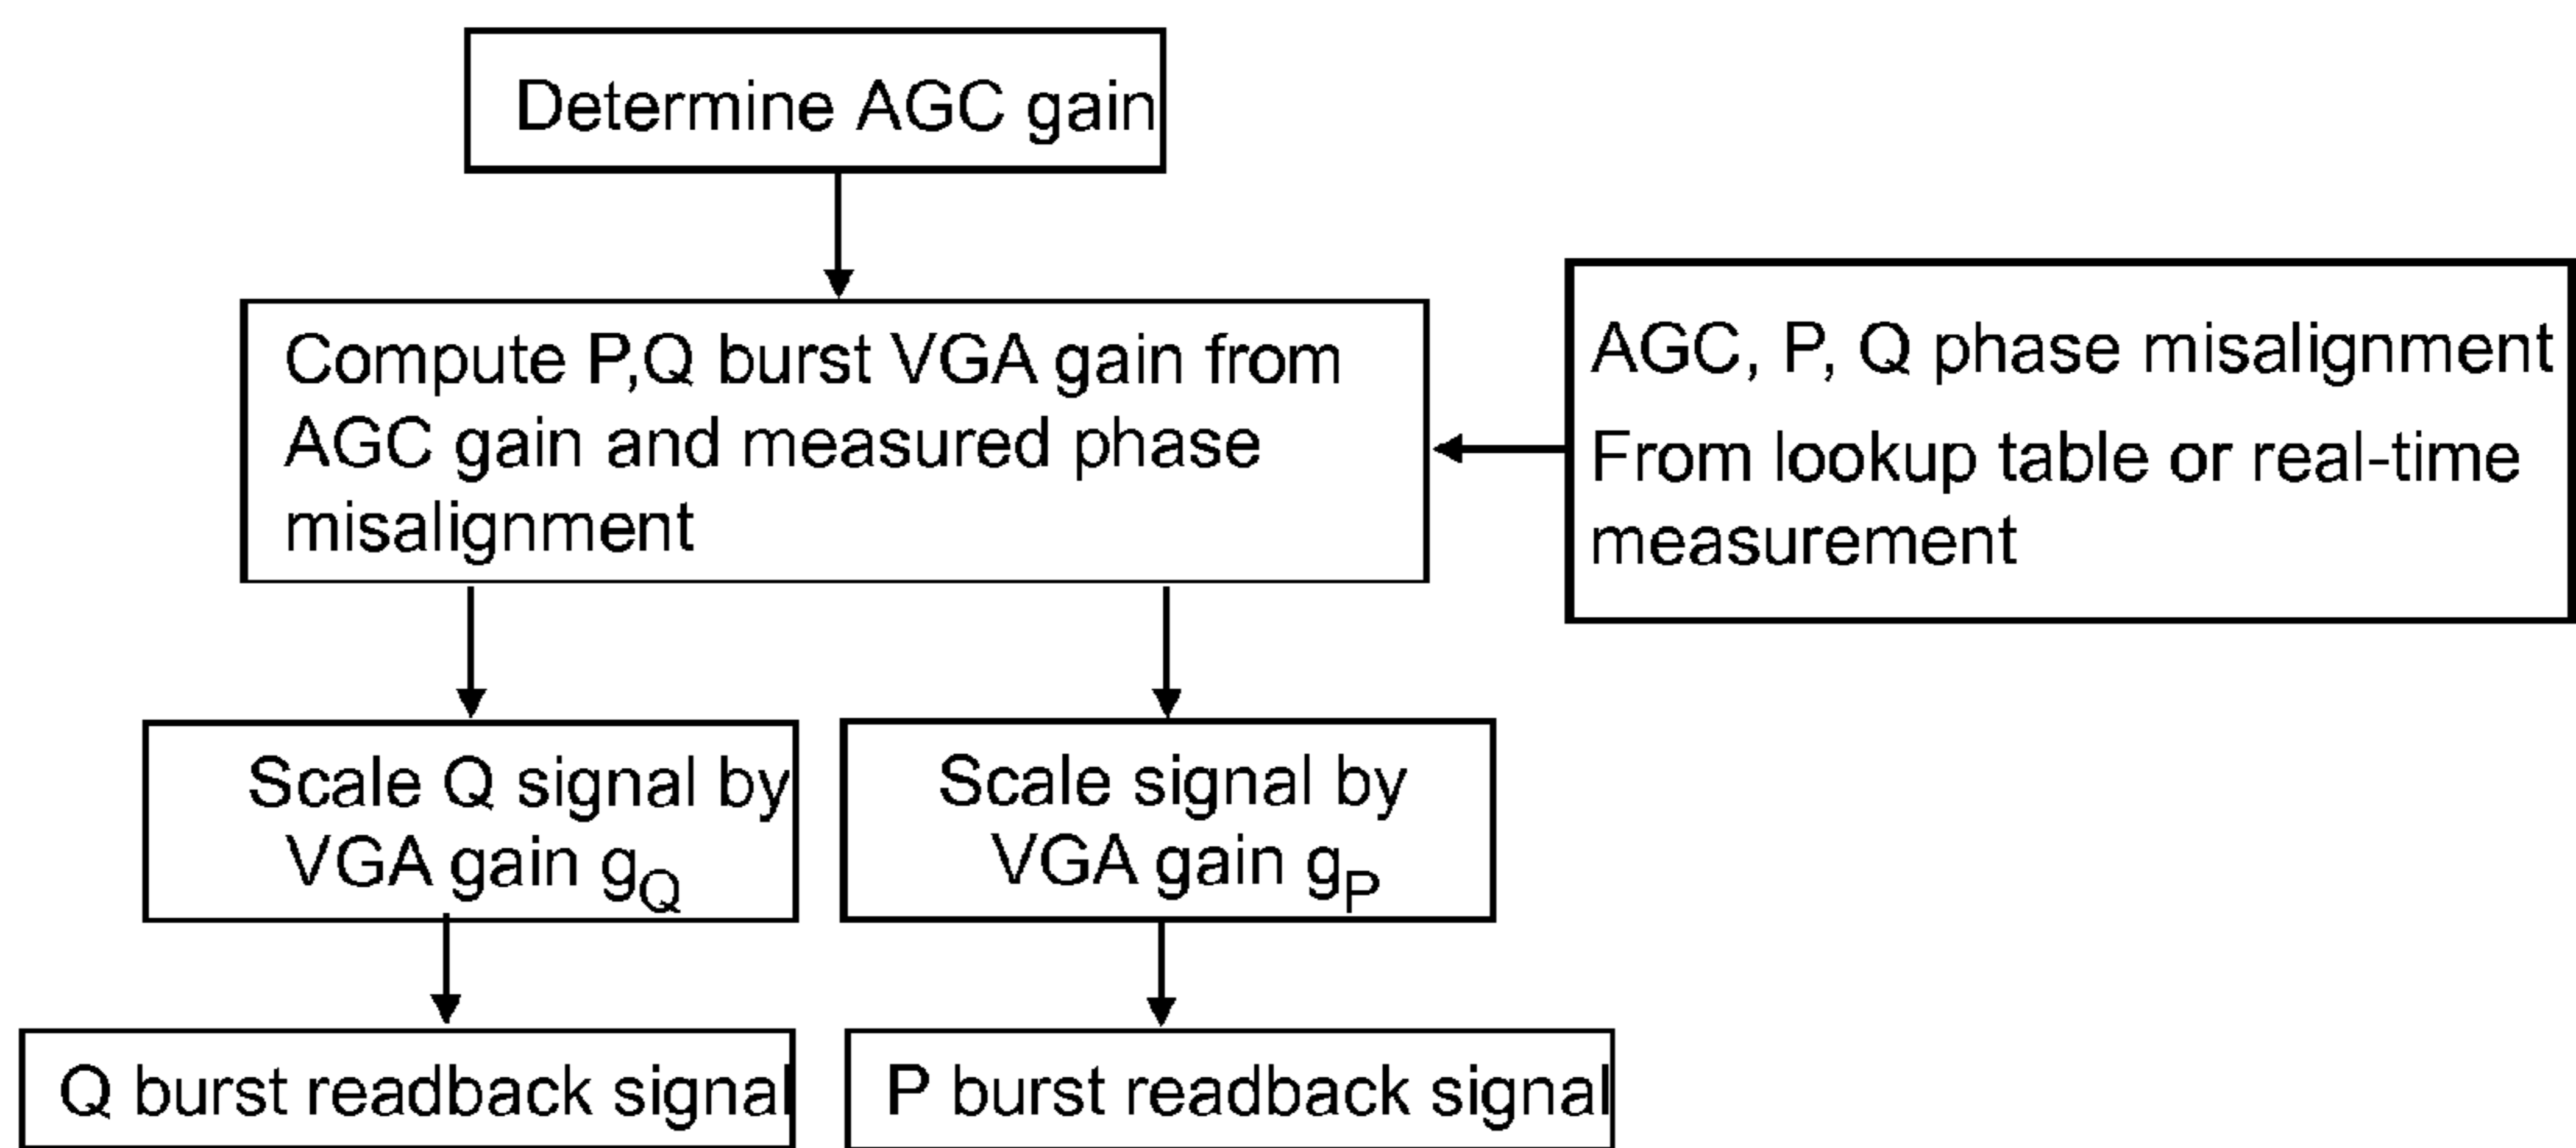 Determine AGC gain
Compute P,Q burst VGA gain from
AGC gain and measured phase
misalignment
AGC, P, Q phase misalignment
From lookup table or real-time
measurement
Scale Q signal by
VGA gain gQ
Scale signal by
VGA gain gP
Q burst readback signal
P burst readback signal